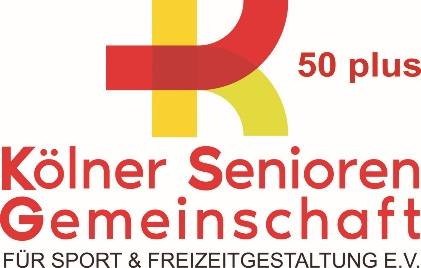 50 plus
Kölner Senioren
Gemeinschaft
FÜR SPORT & FREIZEITGESTALTUNG E.V.